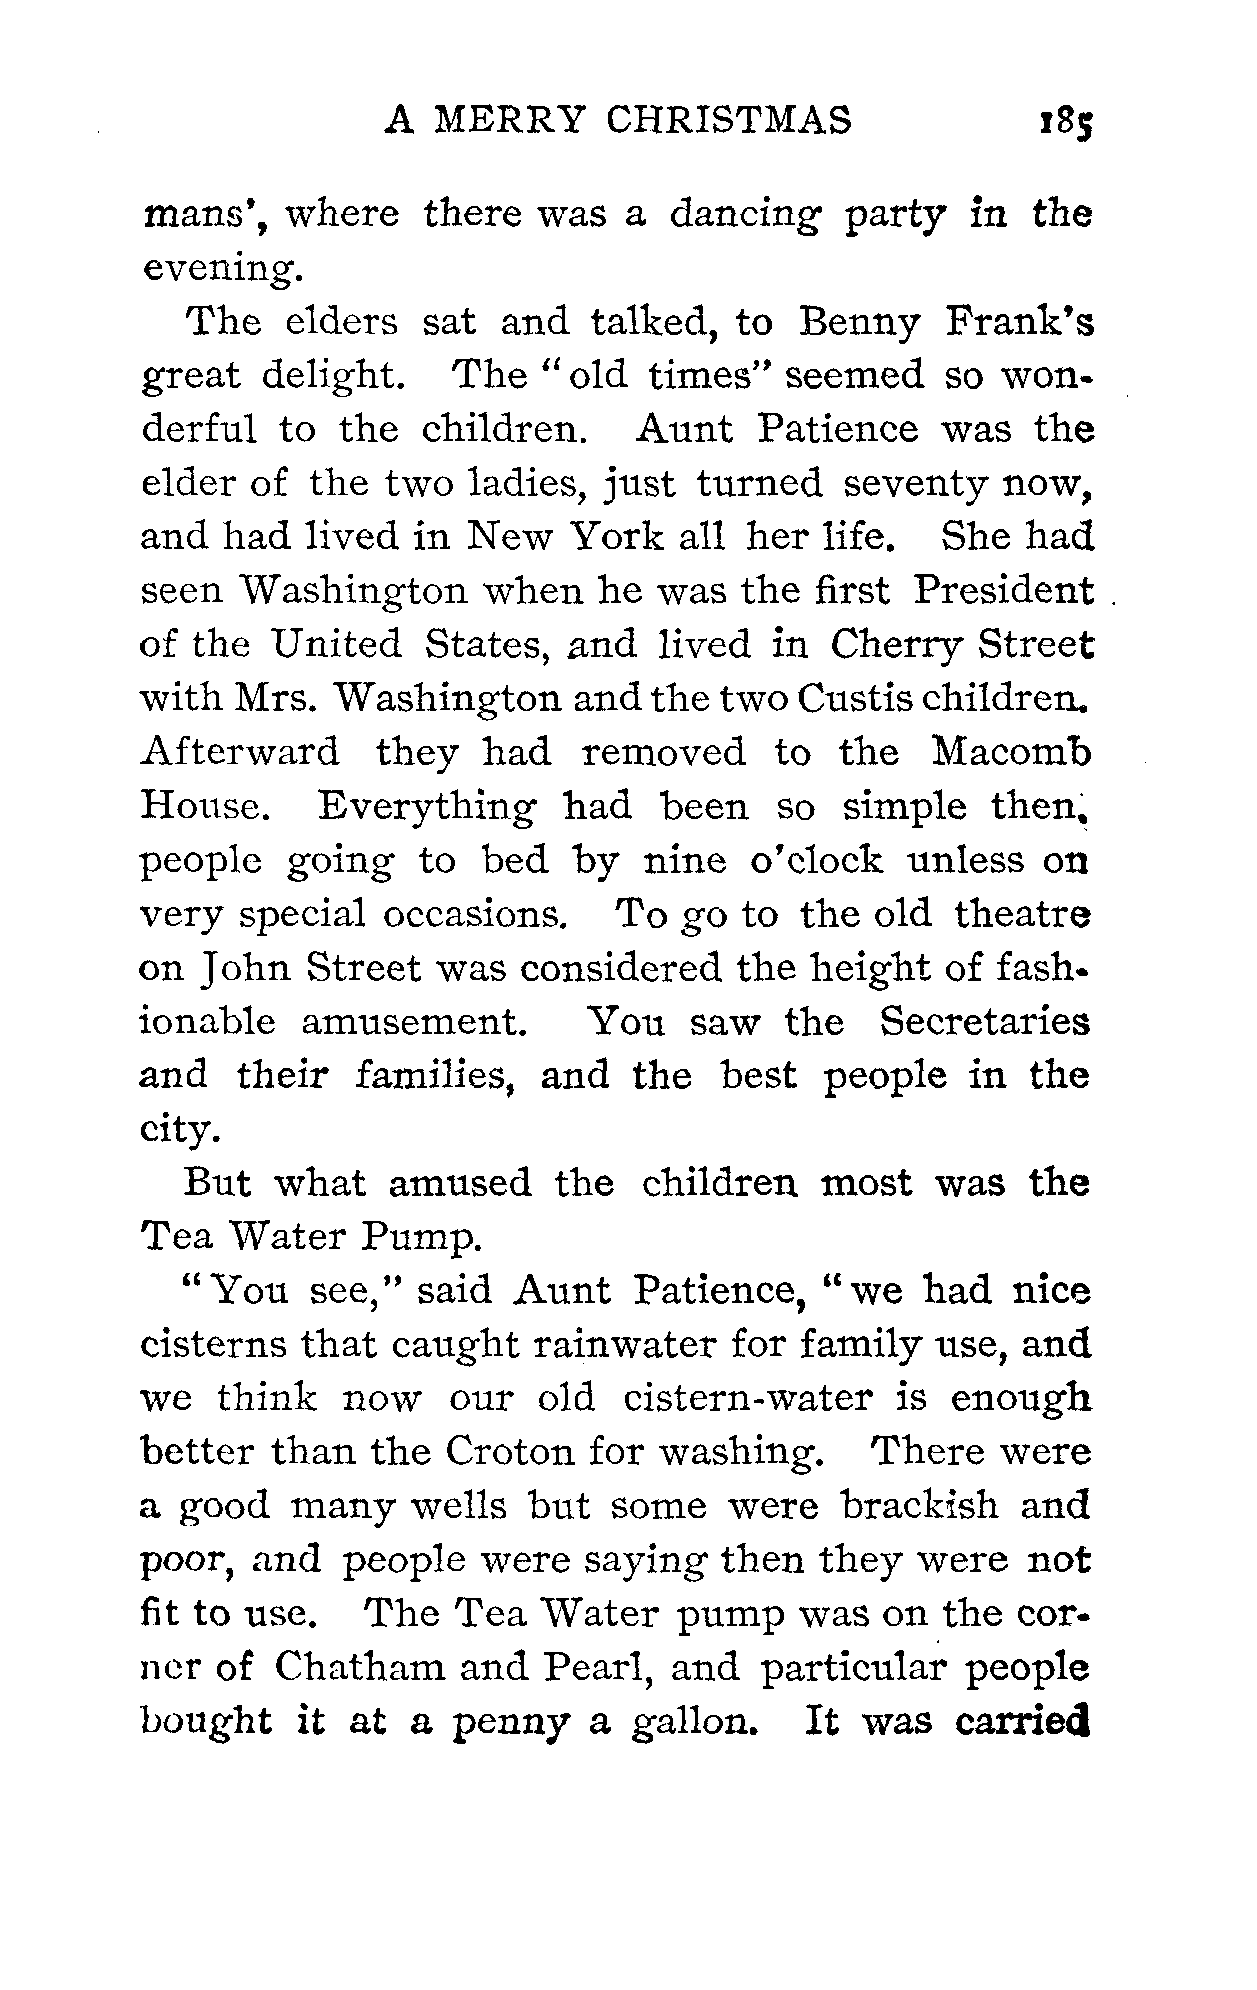 A MERRY CHRISTMAS 185
mans', where there was a dancing party in the
evening.
The elders sat and talked, to Benny Frank's
great delight. The "old times" seemed so won-
derful to the children. Aunt Patience was the
elder of the two ladies, just turned seventy now,
and had lived in New York all her life. She had
seen Washington when he was the first President
of the United States, and lived in Cherry Street
with Mrs. Washington and the two Custis children.
Afterward they had removed to the Macomb
House. Everything had been so simple then,
people going to bed by nine o'clock unless on
very special occasions. To go to the old theatre
on John Street was considered the height of fash-
ionable amusement. You saw the Secretaries
and their families, and the best people in the
city.
But what amused the children most was the
Tea Water Pump.
"You see," said Aunt Patience, "we had nice
cisterns that caught rainwater for family use, and
we think now our old cistern-water is enough
better than the Croton for washing. There were
a good many wells but some were brackish and
poor, and people were saying then they were not
fit to use. The Tea Water pump was on the cor-
ner of Chatham and Pearl, and particular people
bought it at a penny a gallon. It was carried